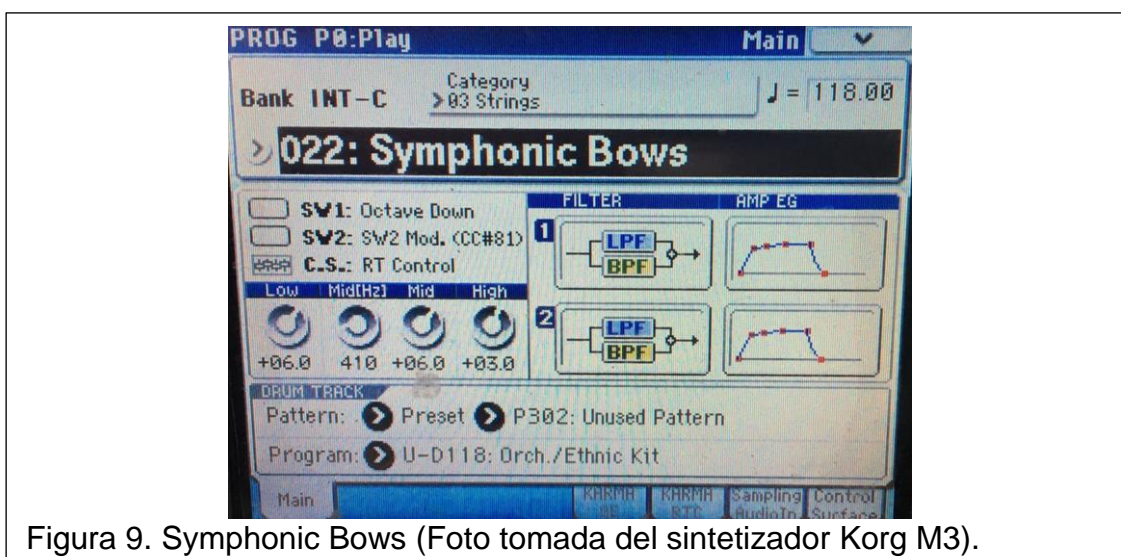 PROG P0:Play Main
Category
Bank INT-C 03 Strings ♩ = 118.00
022: Symphonic Bows
FILTER AMP EG
SW1: Octave Down
SW2: SW2 Mod. (CC#81)
C.S.: RT Control
1
LPF
BPF
Low Mid[Hz] Mid High
+06.0 410 +06.0 +03.0
2
LPF
BPF
DRUM TRACK
Pattern: Preset P302: Unused Pattern
Program: U-D118: Orch./Ethnic Kit
Main KARMA GE KARMA RTC Sampling AudioIn Control Surface
Figura 9. Symphonic Bows (Foto tomada del sintetizador Korg M3).